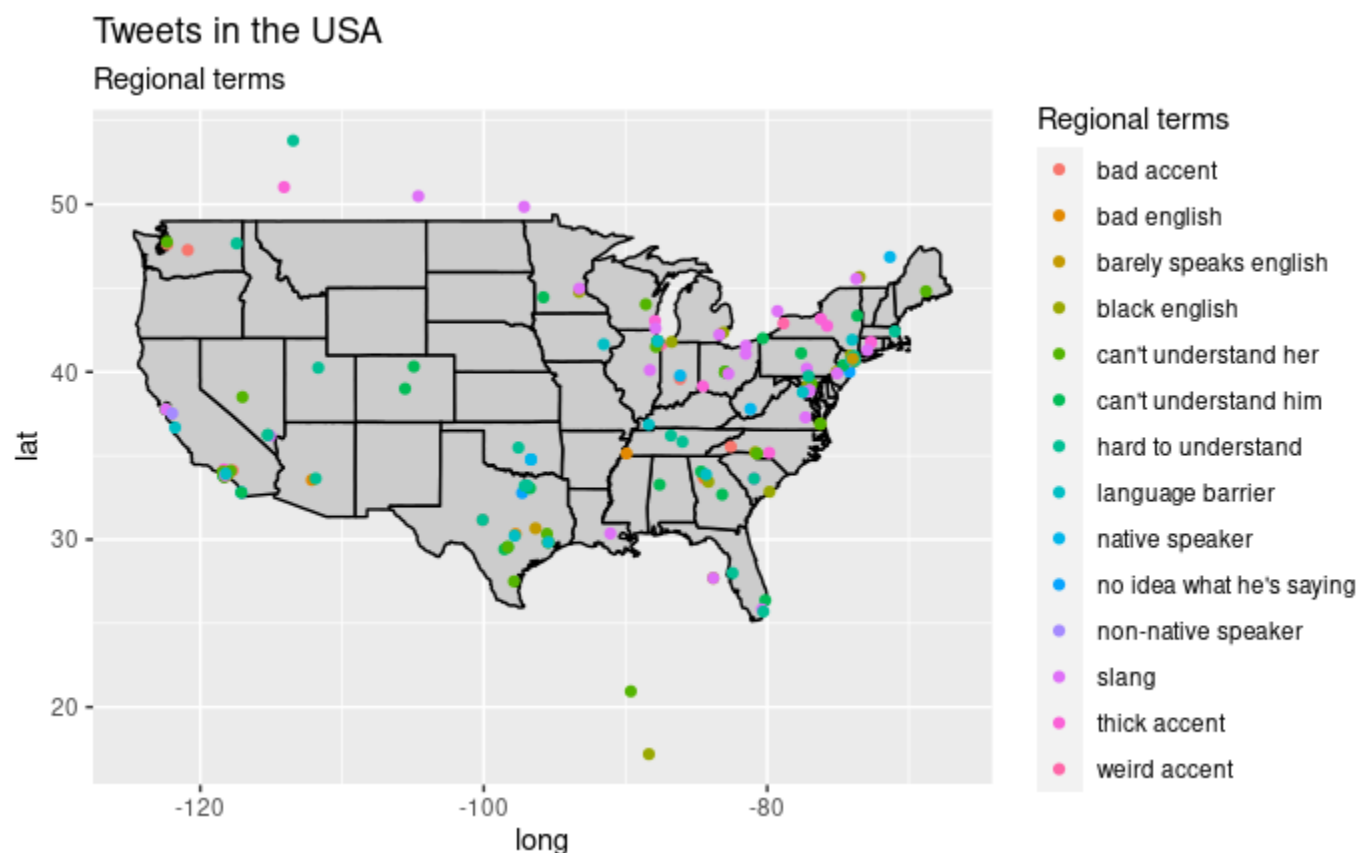 Tweets in the USA
Regional terms
50
40
30
20
lat
-120
-100
-80
long
Regional terms
bad accent
bad english
barely speaks english
black english
can't understand her
can't understand him
hard to understand
language barrier
native speaker
no idea what he's saying
non-native speaker
slang
thick accent
weird accent